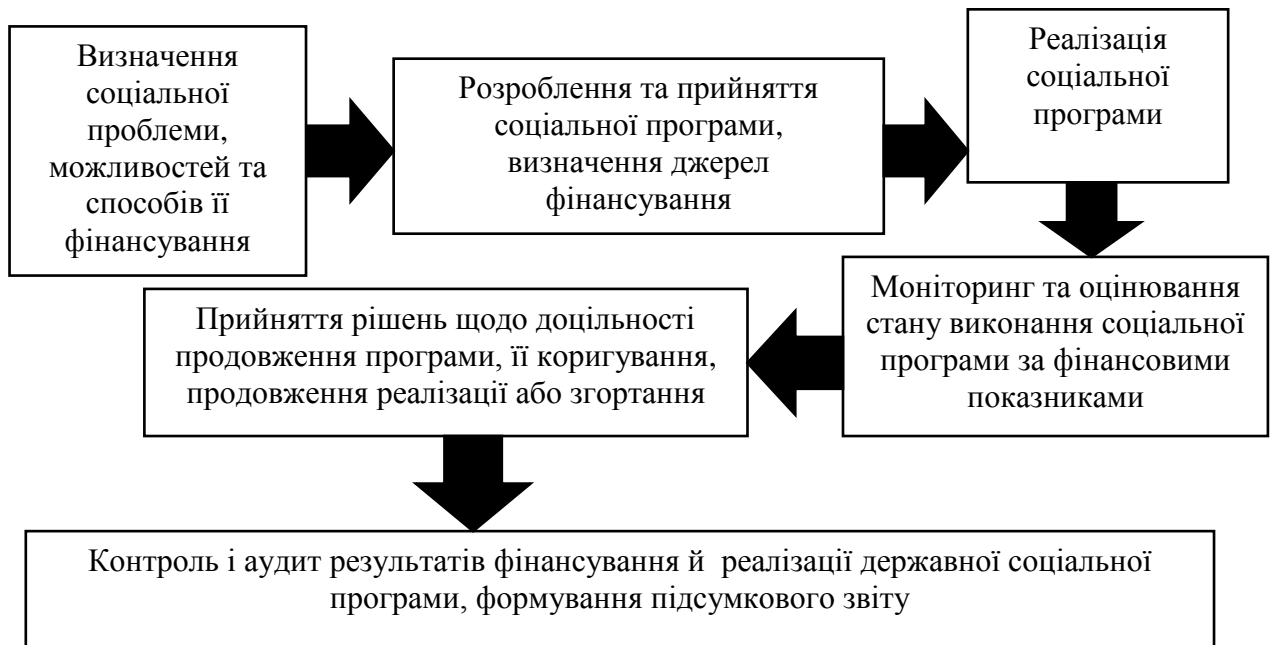 Визначення
соціальної
проблеми,
можливостей та
способів її
фінансування
Розроблення та прийняття
соціальної програми,
визначення джерел
фінансування
Реалізація
соціальної
програми
Моніторинг та оцінювання
стану виконання соціальної
програми за фінансовими
показниками
Прийняття рішень щодо доцільності
продовження програми, її коригування,
продовження реалізації або згортання
Контроль і аудит результатів фінансування й реалізації державної соціальної
програми, формування підсумкового звіту